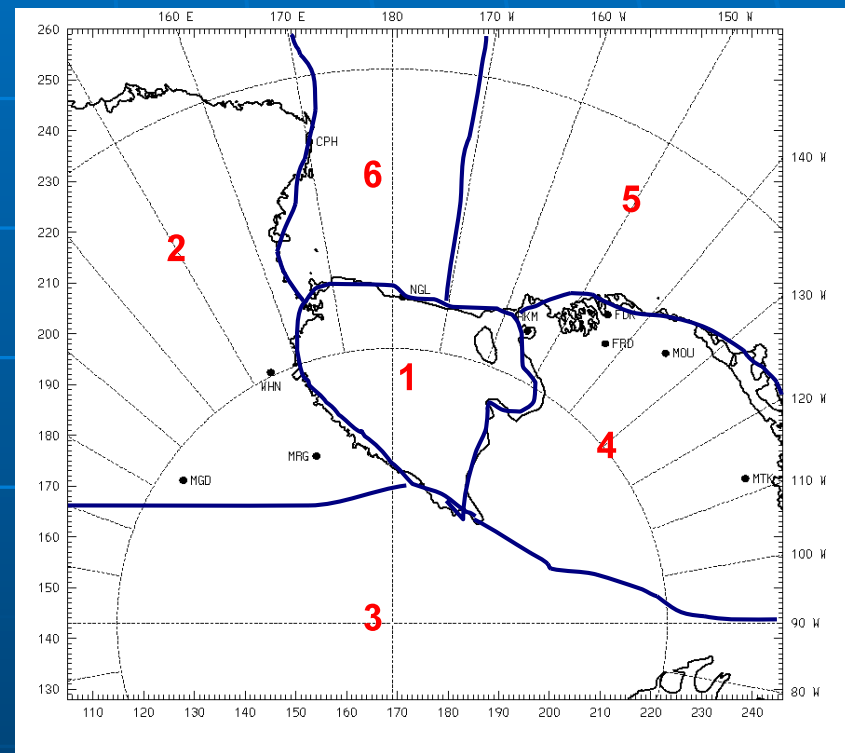 160 E 170 E 180 170 W 160 W 150 W
260
250
240 CPH
140 W
230 6
5
220 2
210 NGL
130 W
200 HKM FDK
FRD MOU
190 WHN 1
120 W
180 4
MRG
170 MGD MTK 110 W
160
100 W
150
140 3 90 W
130 80 W
110 120 130 140 150 160 170 180 190 200 210 220 230 240